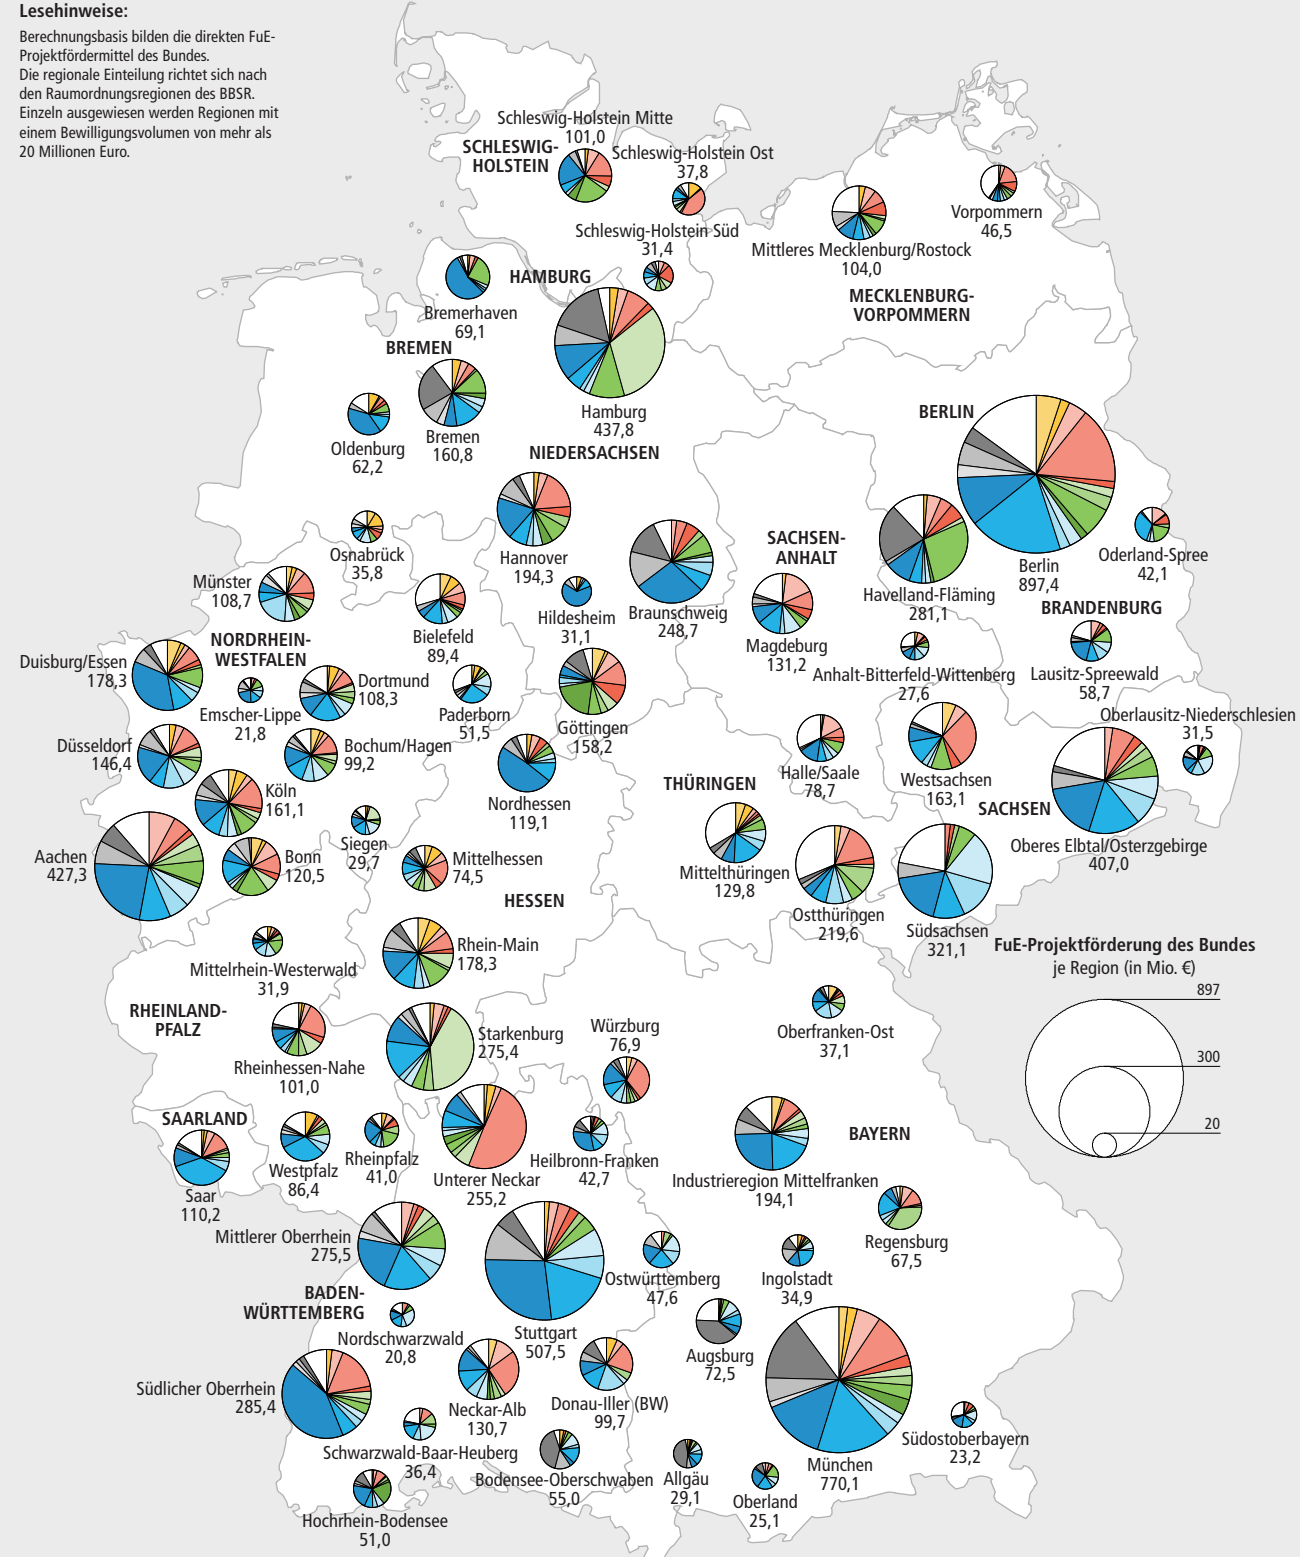 Lesehinweise:
Berechnungsbasis bilden die direkten FuE-
Projektfördermittel des Bundes.
Die regionale Einteilung richtet sich nach
den Raumordnungsregionen des BBSR.
Einzeln ausgewiesen werden Regionen mit
einem Bewilligungsvolumen von mehr als
20 Millionen Euro.
Schleswig-Holstein Mitte
101,0
SCHLESWIG-
HOLSTEIN
Schleswig-Holstein Ost
37,8
Schleswig-Holstein Süd
31,4
Vorpommern
46,5
Mittleres Mecklenburg/Rostock
104,0
MECKLENBURG-
VORPOMMERN
HAMBURG
Bremerhaven
69,1
BREMEN
Hamburg
437,8
Bremen
160,8
Oldenburg
62,2
NIEDERSACHSEN
BERLIN
Berlin
897,4
Oderland-Spree
42,1
Havelland-Fläming
281,1
BRANDENBURG
SACHSEN-
ANHALT
Osnabrück
35,8
Hannover
194,3
Hildesheim
31,1
Braunschweig
248,7
Magdeburg
131,2
Anhalt-Bitterfeld-Wittenberg
27,6
Lausitz-Spreewald
58,7
Münster
108,7
Bielefeld
89,4
NORDRHEIN-
WESTFALEN
Duisburg/Essen
178,3
Emscher-Lippe
21,8
Dortmund
108,3
Paderborn
51,5
Göttingen
158,2
Oberlausitz-Niederschlesien
31,5
Düsseldorf
146,4
Bochum/Hagen
99,2
Nordhessen
119,1
Halle/Saale
78,7
Westsachsen
163,1
THÜRINGEN
SACHSEN
Köln
161,1
Siegen
29,7
Oberes Elbtal/Osterzgebirge
407,0
Aachen
427,3
Bonn
120,5
Mittelhessen
74,5
Mittelthüringen
129,8
HESSEN
Ostthüringen
219,6
Südsachsen
321,1
Mittelrhein-Westerwald
31,9
Rhein-Main
178,3
FuE-Projektförderung des Bundes
je Region (in Mio. €)
897
300
20
RHEINLAND-
PFALZ
Rheinhessen-Nahe
101,0
Starkenburg
275,4
Würzburg
76,9
Oberfranken-Ost
37,1
SAARLAND
Saar
110,2
Westpfalz
86,4
Rheinpfalz
41,0
Unterer Neckar
255,2
Heilbronn-Franken
42,7
Industrieregion Mittelfranken
194,1
BAYERN
Regensburg
67,5
Mittlerer Oberrhein
275,5
Ostwürttemberg
47,6
Ingolstadt
34,9
BADEN-
WÜRTTEMBERG
Nordschwarzwald
20,8
Stuttgart
507,5
Augsburg
72,5
Südlicher Oberrhein
285,4
Neckar-Alb
130,7
Donau-Iller (BW)
99,7
Schwarzwald-Baar-Heuberg
36,4
Bodensee-Oberschwaben
55,0
Allgäu
29,1
München
770,1
Südostoberbayern
23,2
Oberland
25,1
Hochrhein-Bodensee
51,0